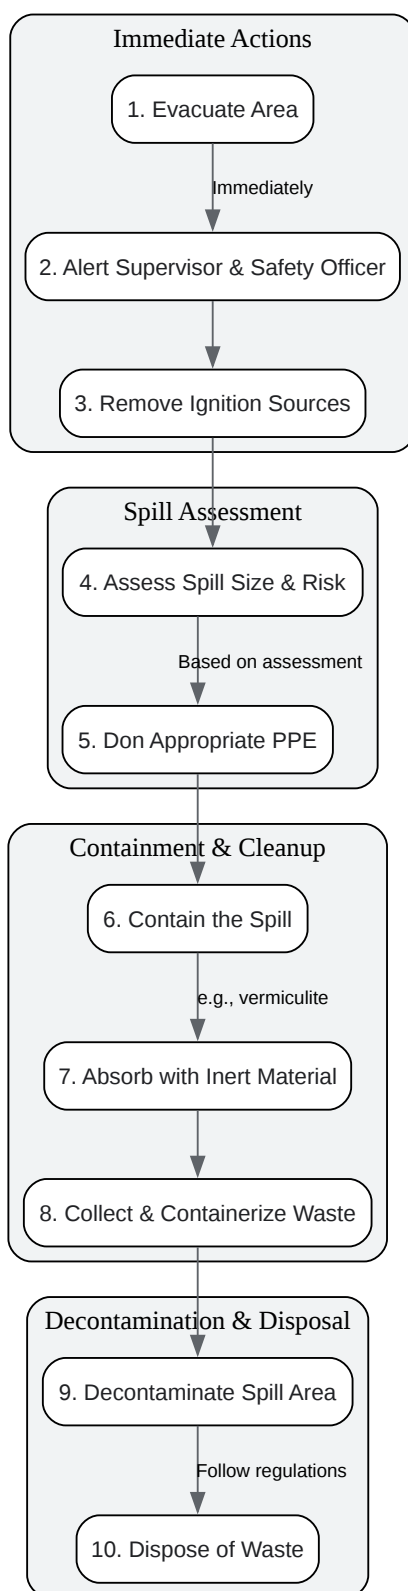 Immediate Actions
1. Evacuate Area
Immediately
2. Alert Supervisor & Safety Officer
3. Remove Ignition Sources
Spill Assessment
4. Assess Spill Size & Risk
Based on assessment
5. Don Appropriate PPE
Containment & Cleanup
6. Contain the Spill
e.g., vermiculite
7. Absorb with Inert Material
8. Collect & Containerize Waste
Decontamination & Disposal
9. Decontaminate Spill Area
Follow regulations
10. Dispose of Waste